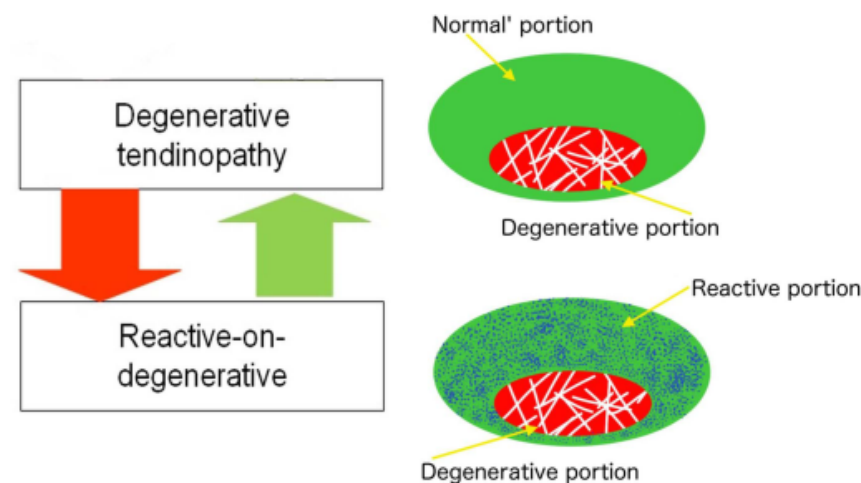 Normal' portion
Degenerative
tendinopathy
Degenerative portion
Reactive portion
Reactive-on-
degenerative
Degenerative portion